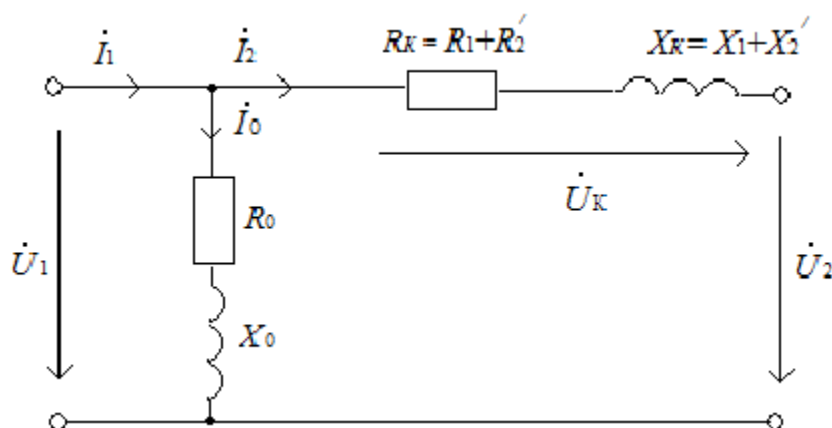 İ1
İ2
RK = R1+R2′
XK = X1+X2′
İ0
R0
U̇K
U̇1
U̇2
X0